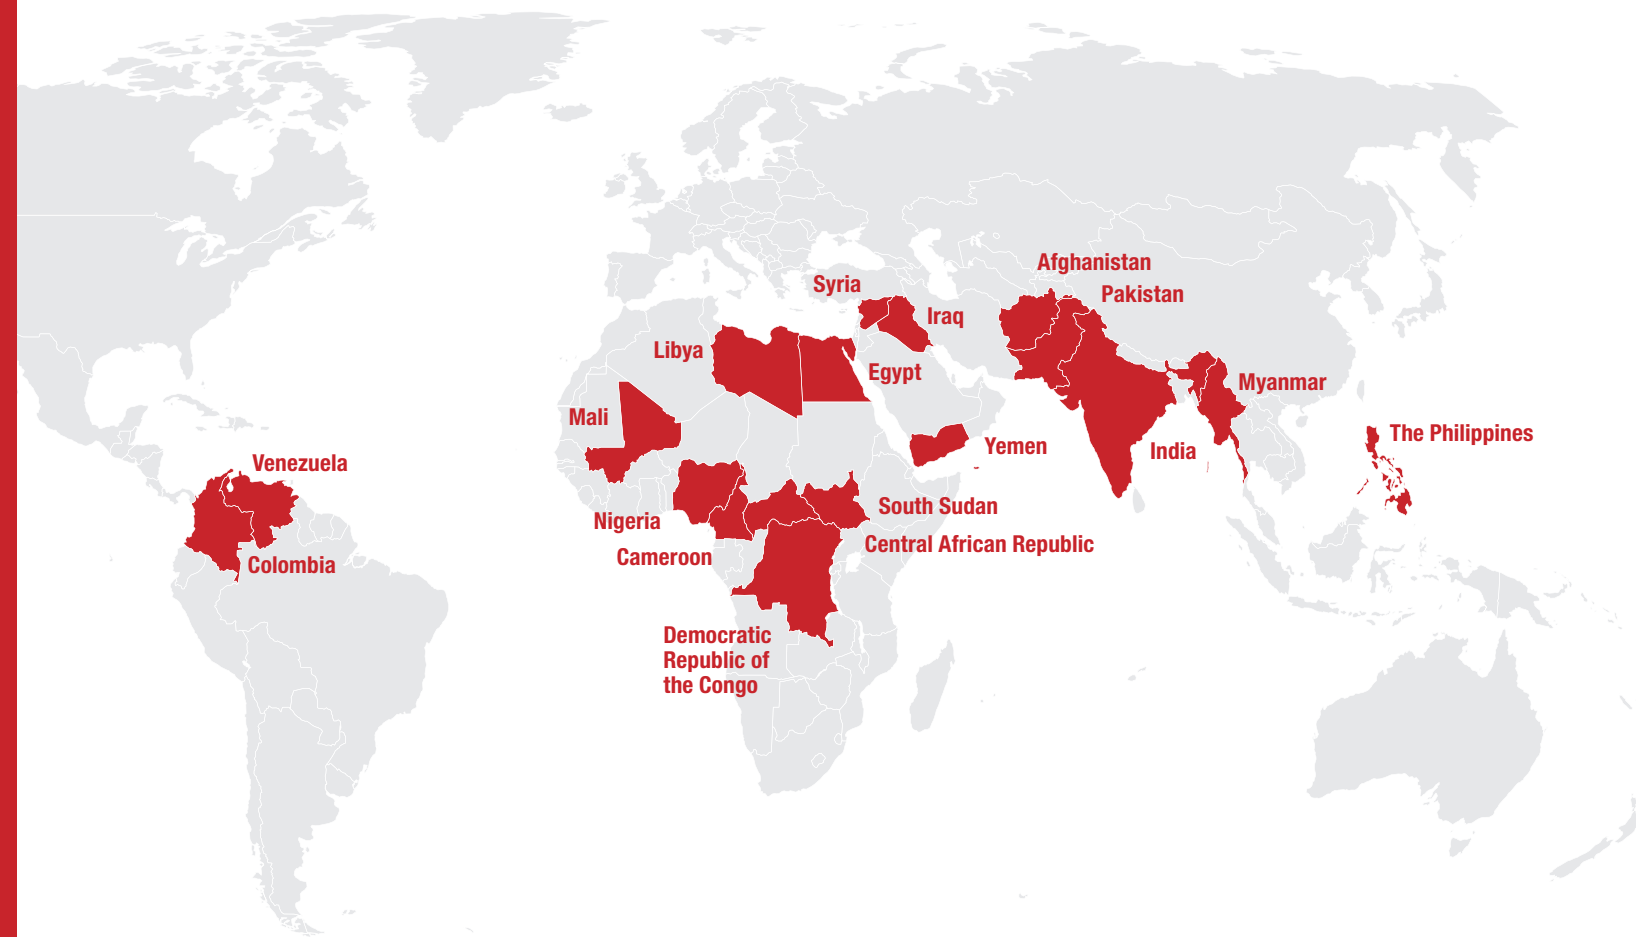 Afghanistan
Syria
Pakistan
Iraq
Libya
Egypt
Myanmar
Mali
The Philippines
Yemen
India
Venezuela
South Sudan
Nigeria
Central African Republic
Cameroon
Colombia
Democratic
Republic of
the Congo